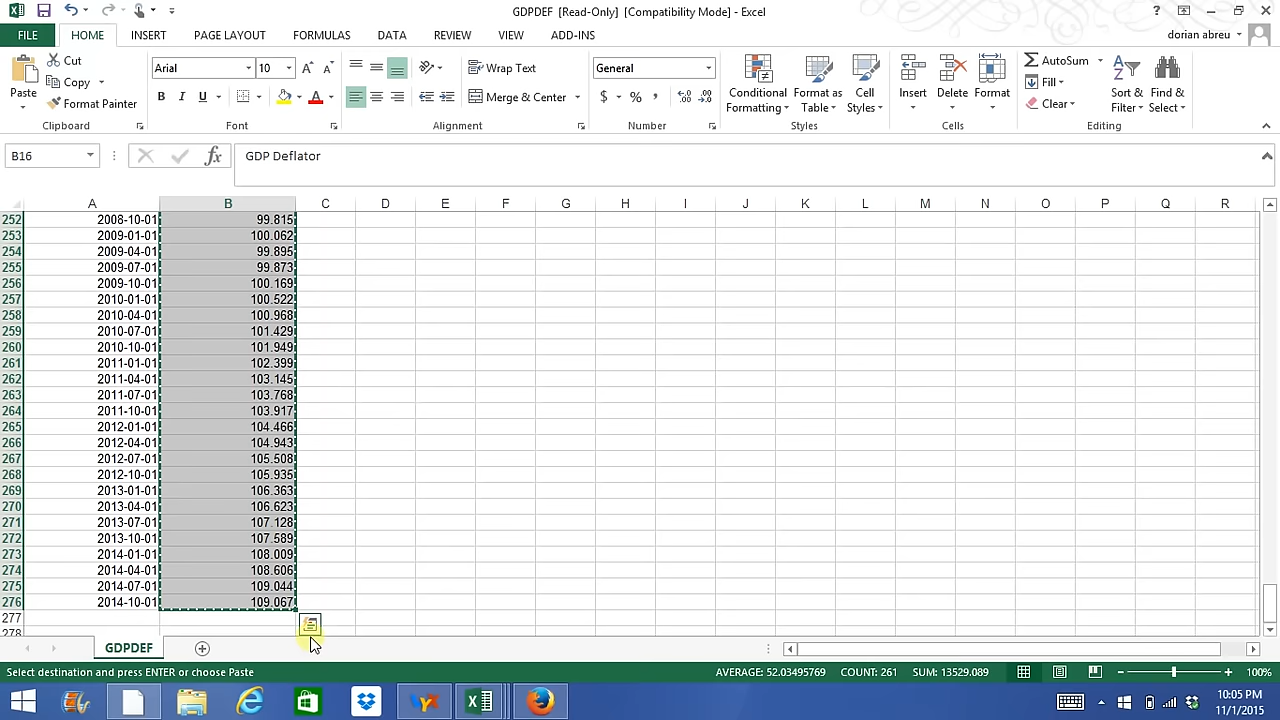 GDPDEF [Read-Only] [Compatibility Mode] - Excel
FILE HOME INSERT PAGE LAYOUT FORMULAS DATA REVIEW VIEW ADD-INS dorian abreu
Paste Cut Copy Format Painter Clipboard
Arial 10 B I U A Font
Wrap Text Merge & Center Alignment
General $ % , Number
Conditional Formatting Format as Table Cell Styles Styles
Insert Delete Format Cells
AutoSum Fill Clear Sort & Filter Find & Select Editing
B16 fx GDP Deflator
A B C D E F G H I J K L M N O P Q R
252 2008-10-01 99.815
253 2009-01-01 100.062
254 2009-04-01 99.895
255 2009-07-01 99.873
256 2009-10-01 100.169
257 2010-01-01 100.522
258 2010-04-01 100.968
259 2010-07-01 101.429
260 2010-10-01 101.949
261 2011-01-01 102.399
262 2011-04-01 103.145
263 2011-07-01 103.768
264 2011-10-01 103.917
265 2012-01-01 104.466
266 2012-04-01 104.943
267 2012-07-01 105.508
268 2012-10-01 105.935
269 2013-01-01 106.363
270 2013-04-01 106.623
271 2013-07-01 107.128
272 2013-10-01 107.589
273 2014-01-01 108.009
274 2014-04-01 108.606
275 2014-07-01 109.044
276 2014-10-01 109.067
277
278
GDPDEF
Select destination and press ENTER or choose Paste AVERAGE: 52.03495769 COUNT: 261 SUM: 13529.089 100%
10:05 PM
11/1/2015